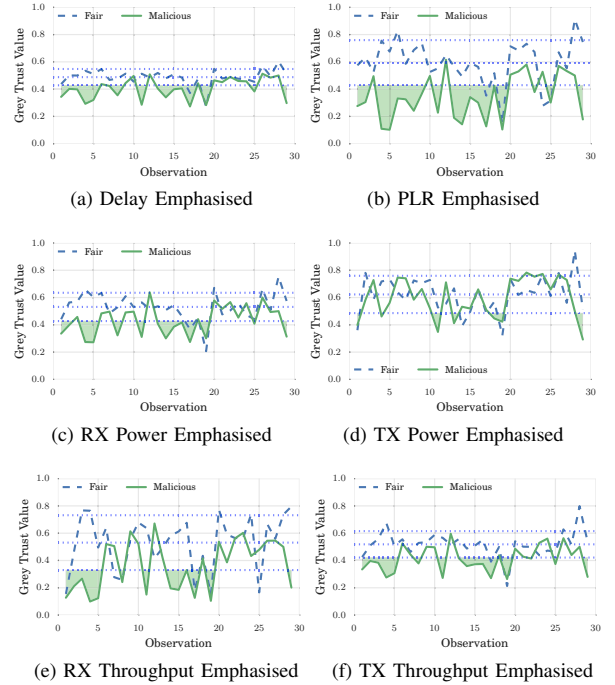 Grey Trust Value
1.0
0.8
0.6
0.4
0.2
0.0
0 5 10 15 20 25 30
Observation
Fair Malicious
(a) Delay Emphasised
Grey Trust Value
1.0
0.8
0.6
0.4
0.2
0.0
0 5 10 15 20 25 30
Observation
Fair Malicious
(b) PLR Emphasised
Grey Trust Value
1.0
0.8
0.6
0.4
0.2
0.0
0 5 10 15 20 25 30
Observation
Fair Malicious
(c) RX Power Emphasised
Grey Trust Value
1.0
0.8
0.6
0.4
0.2
0.0
Fair Malicious
0 5 10 15 20 25 30
Observation
(d) TX Power Emphasised
Grey Trust Value
1.0
0.8
0.6
0.4
0.2
0.0
0 5 10 15 20 25 30
Observation
Fair Malicious
(e) RX Throughput Emphasised
Grey Trust Value
1.0
0.8
0.6
0.4
0.2
0.0
0 5 10 15 20 25 30
Observation
Fair Malicious
(f) TX Throughput Emphasised